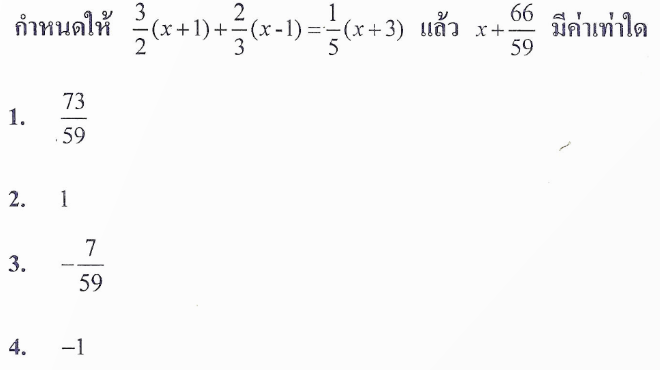 กำหนดให้ 3/2(x+1)+2/3(x-1)=1/5(x+3) แล้ว x+66/59 มีค่าเท่าใด
1. 73/59
2. 1
3. -7/59
4. -1